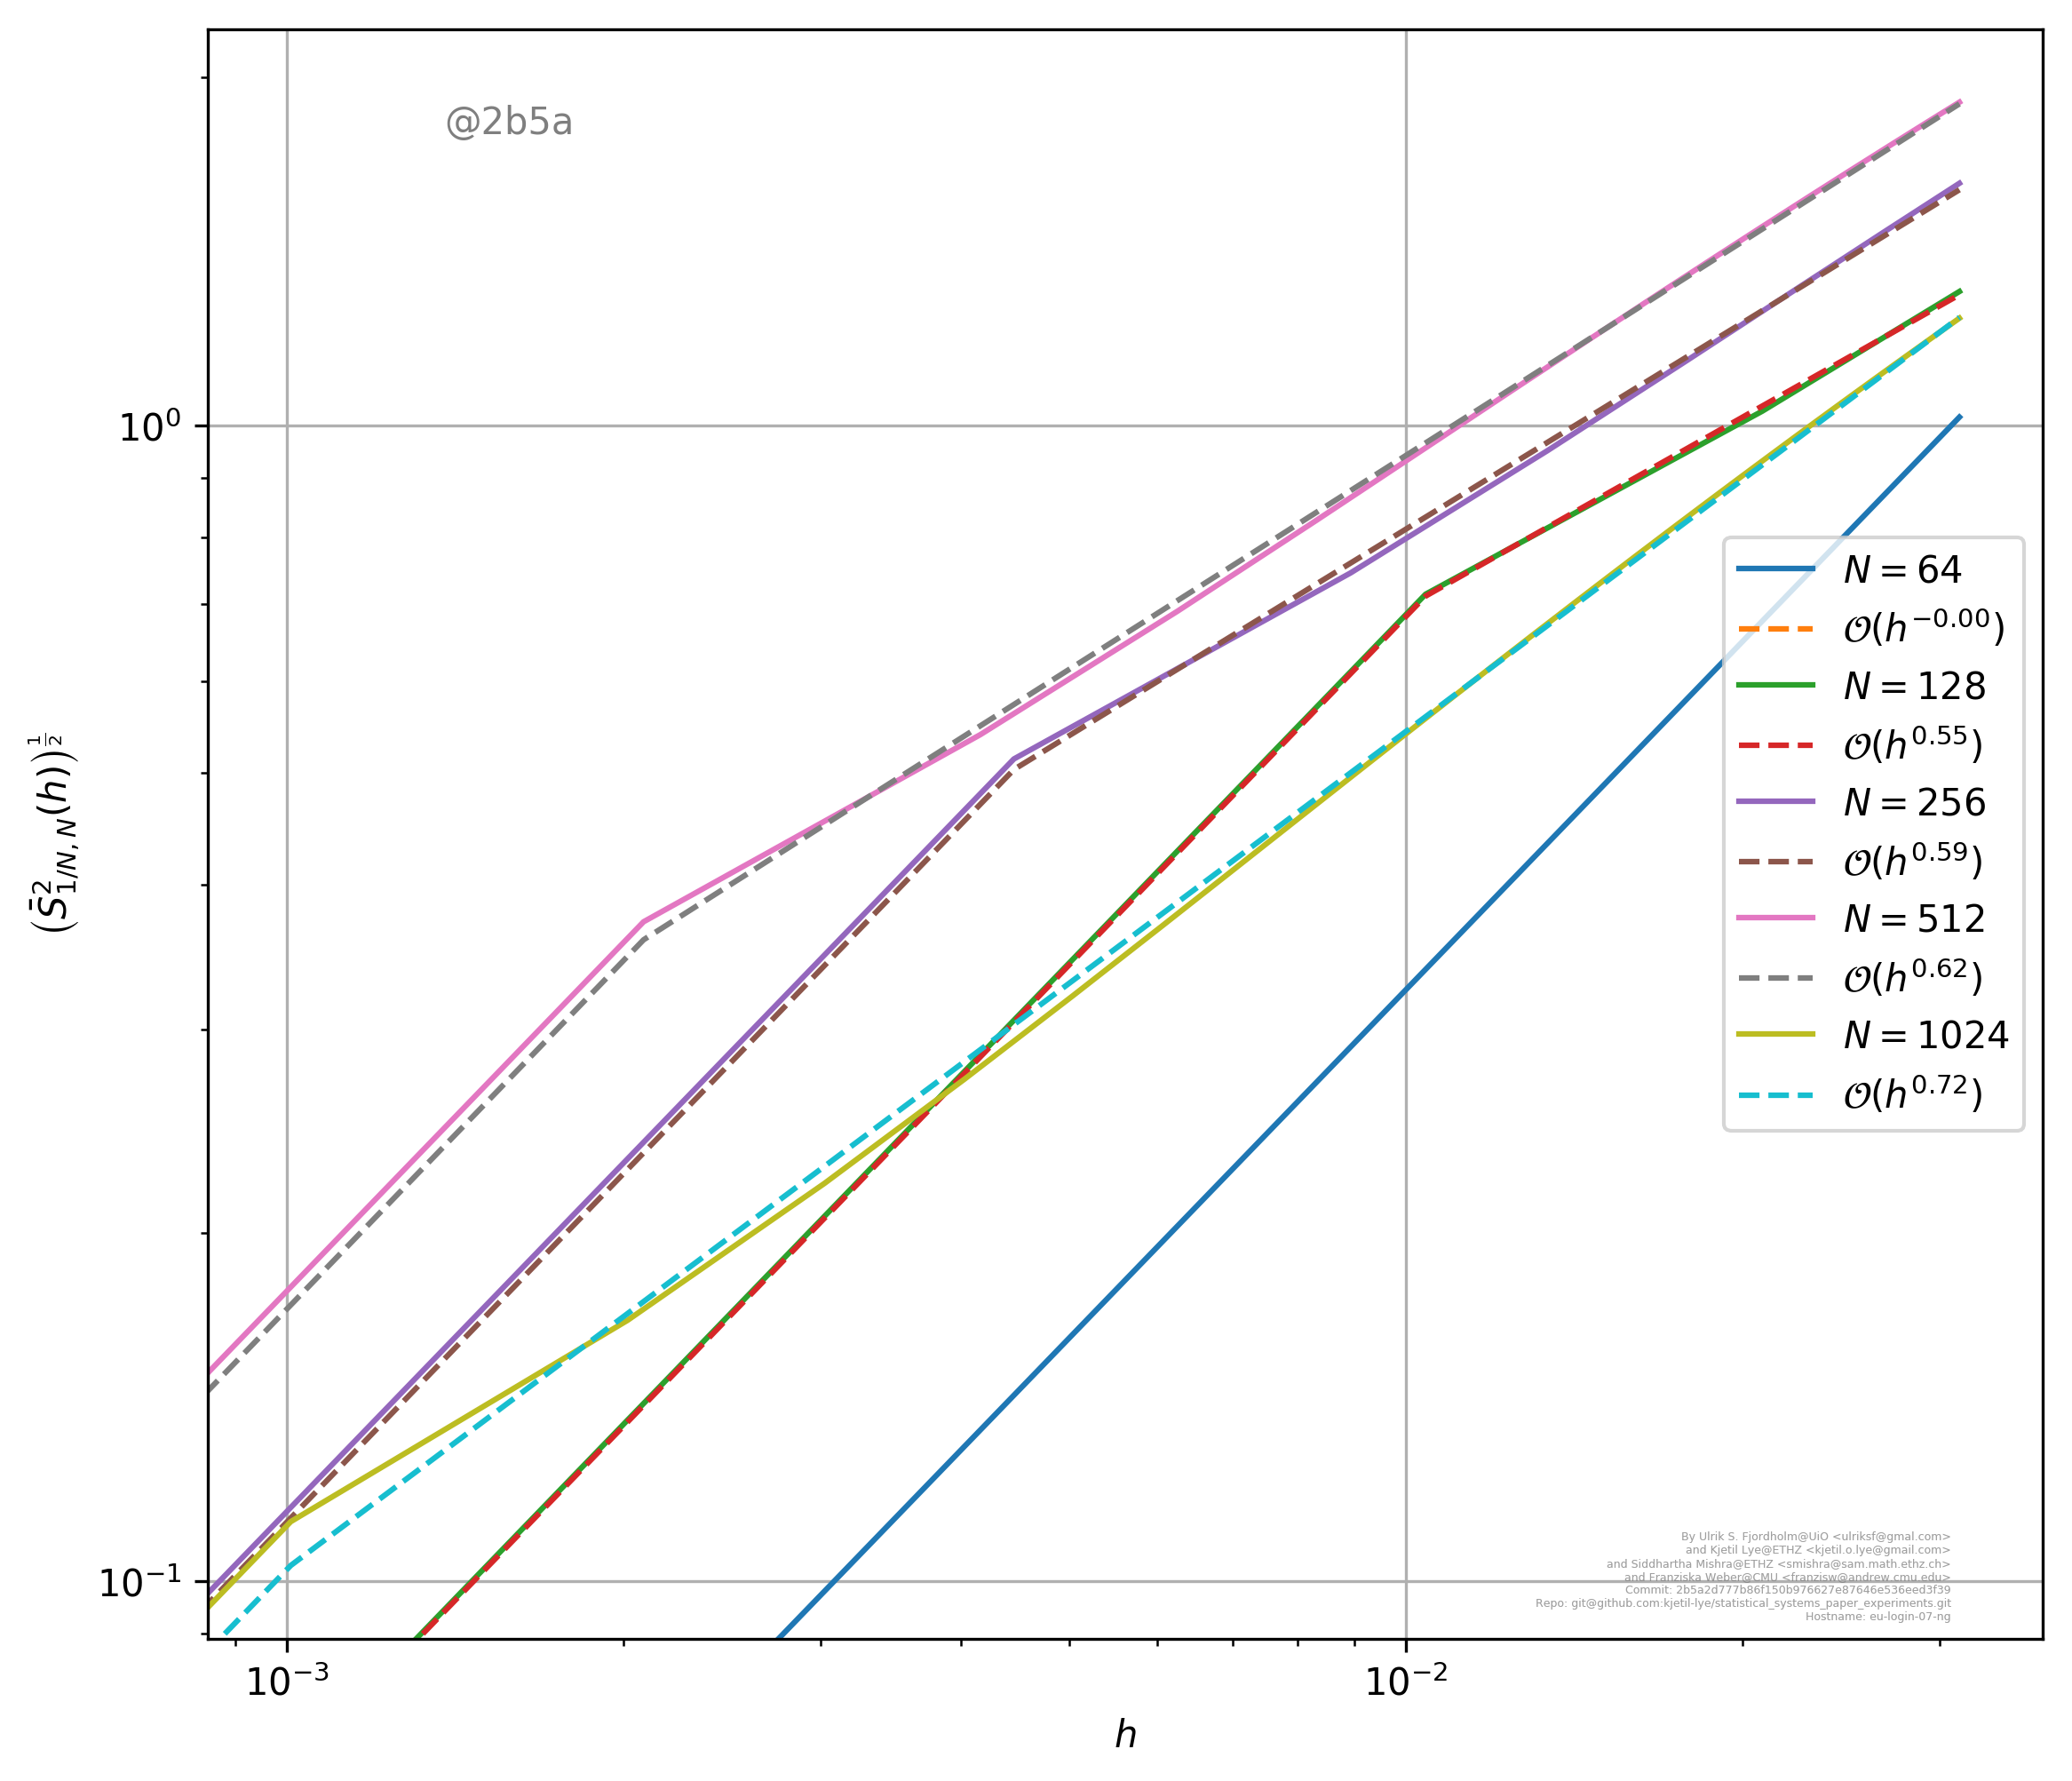 @2b5a
10^0
10^{-1}
(S̄^2_{1/N, N}(h))^{1/2}
10^{-3}
10^{-2}
h
N = 64
𝒪(h^{-0.00})
N = 128
𝒪(h^{0.55})
N = 256
𝒪(h^{0.59})
N = 512
𝒪(h^{0.62})
N = 1024
𝒪(h^{0.72})
By Ulrik S. Fjordholm@UiO <ulriksf@gmal.com>
and Kjetil Lye@ETHZ <kjetil.o.lye@gmail.com>
and Siddhartha Mishra@ETHZ <smishra@sam.math.ethz.ch>
and Franziska Weber@CMU <franzisw@andrew.cmu.edu>
Commit: 2b5a2d777b86f150b976627e87646e536eed3f39
Repo: git@github.com:kjetil-lye/statistical_systems_paper_experiments.git
Hostname: eu-login-07-ng